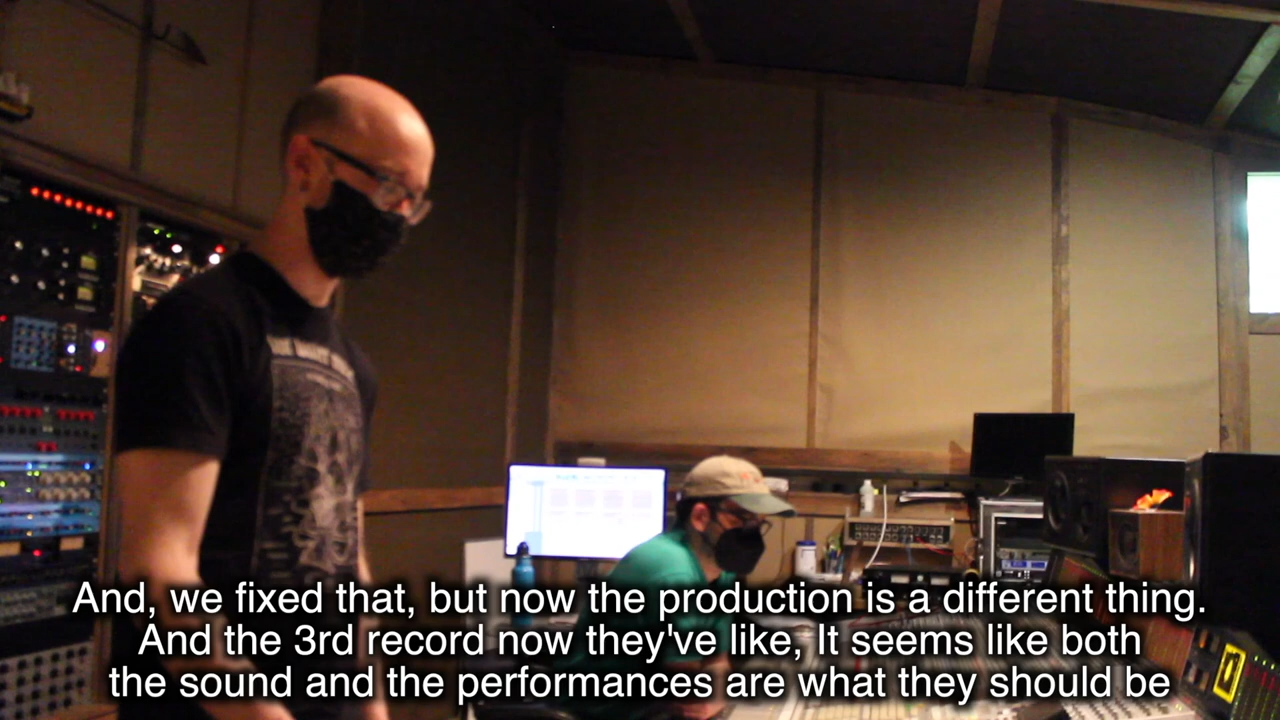 And, we fixed that, but now the production is a different thing.
And the 3rd record now they've like, It seems like both
the sound and the performances are what they should be